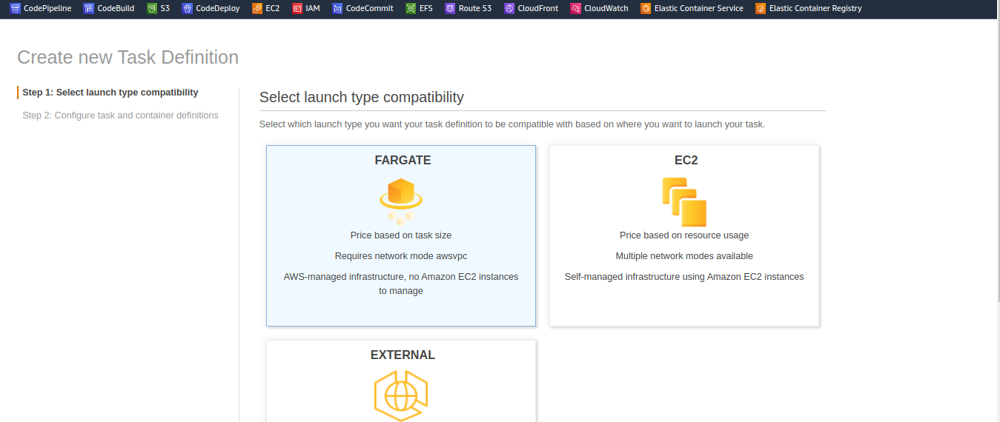 CodePipeline CodeBuild S3 CodeDeploy EC2 IAM CodeCommit EFS Route 53 CloudFront CloudWatch Elastic Container Service Elastic Container Registry
Create new Task Definition
Step 1: Select launch type compatibility
Step 2: Configure task and container definitions
Select launch type compatibility
Select which launch type you want your task definition to be compatible with based on where you want to launch your task.
FARGATE
Price based on task size
Requires network mode awsvpc
AWS-managed infrastructure, no Amazon EC2 instances
to manage
EC2
Price based on resource usage
Multiple network modes available
Self-managed infrastructure using Amazon EC2 instances
EXTERNAL